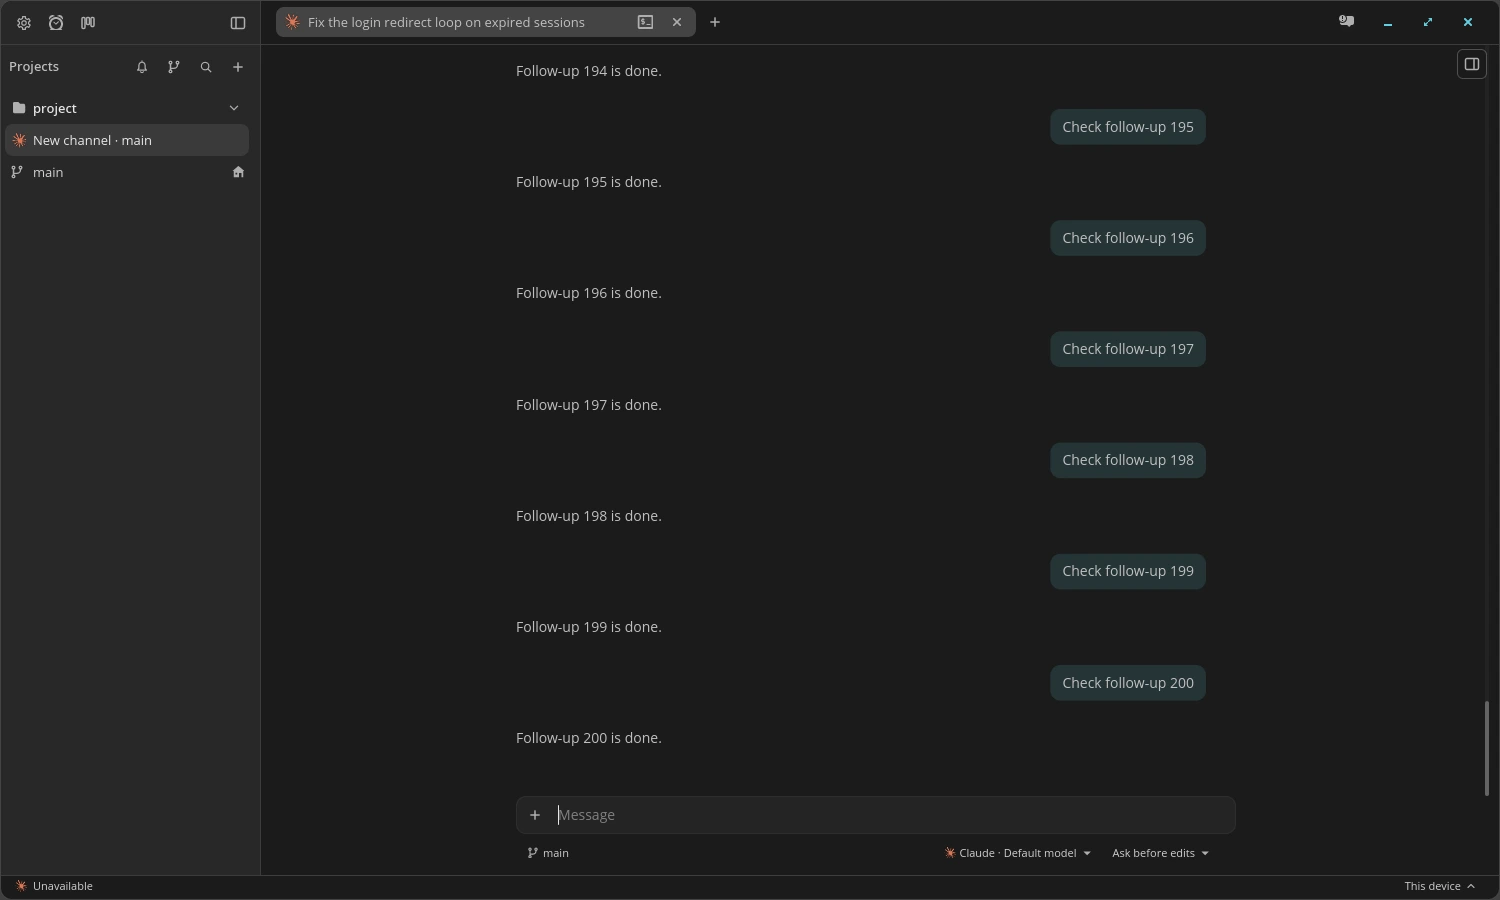 Fix the login redirect loop on expired sessions
Projects
project
New channel · main
main
Follow-up 194 is done.
Check follow-up 195
Follow-up 195 is done.
Check follow-up 196
Follow-up 196 is done.
Check follow-up 197
Follow-up 197 is done.
Check follow-up 198
Follow-up 198 is done.
Check follow-up 199
Follow-up 199 is done.
Check follow-up 200
Follow-up 200 is done.
Message
main
Claude · Default model
Ask before edits
Unavailable
This device